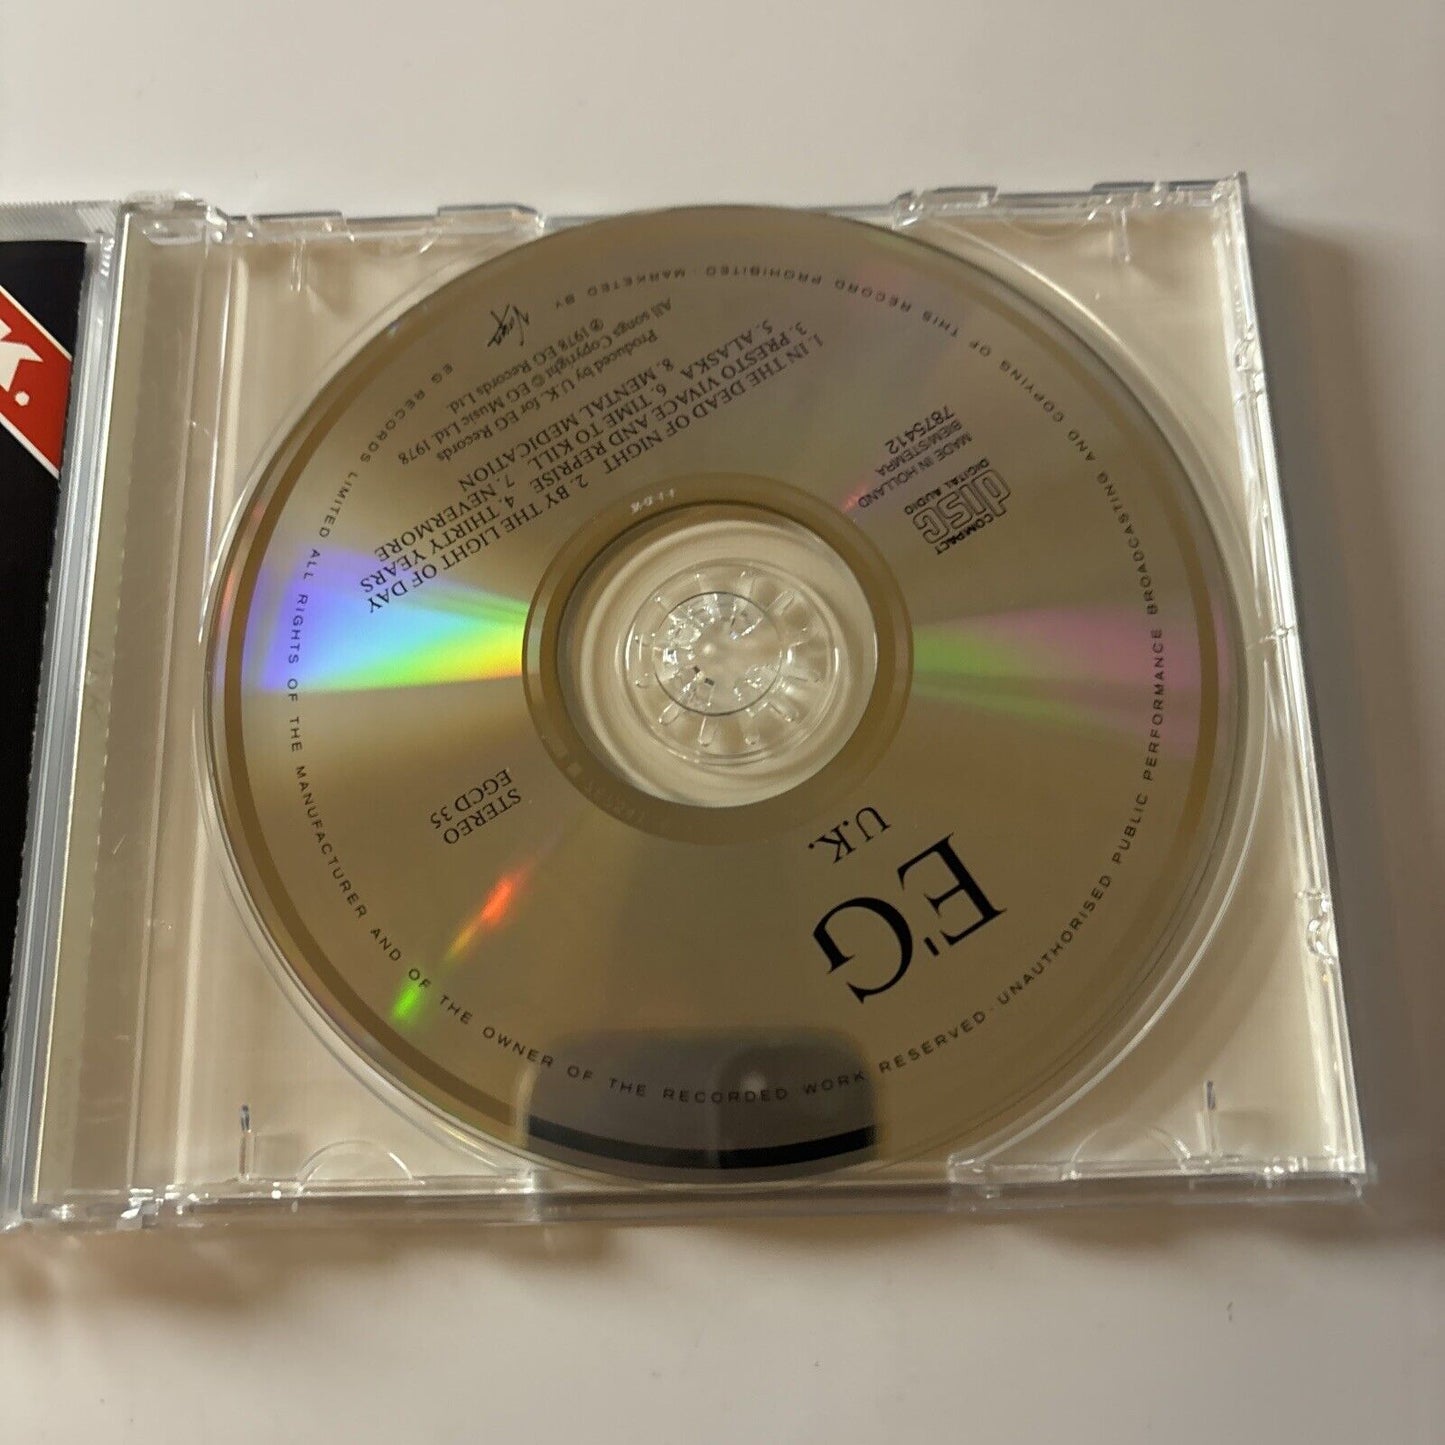 K.
E'G
U.K.
STEREO
EGCD 35
COMPACT
disc
DIGITAL AUDIO
MADE IN HOLLAND
BIEM/STEMRA
7875412
1. IN THE DEAD OF NIGHT 2. BY THE LIGHT OF DAY
3. PRESTO VIVACE AND REPRISE 4. THIRTY YEARS
5. ALASKA 6. TIME TO KILL 7. NEVERMORE
8. MENTAL MEDICATION
Produced by U.K. for EG Records
All songs Copyright © EG Music Ltd. 1978
℗ 1978 EG Records Ltd.
EG RECORDS LIMITED ALL RIGHTS OF THE MANUFACTURER AND OF THE OWNER OF THE RECORDED WORK RESERVED · UNAUTHORISED PUBLIC PERFORMANCE BROADCASTING AND COPYING OF THIS RECORD PROHIBITED · MARKETED BY Virgin